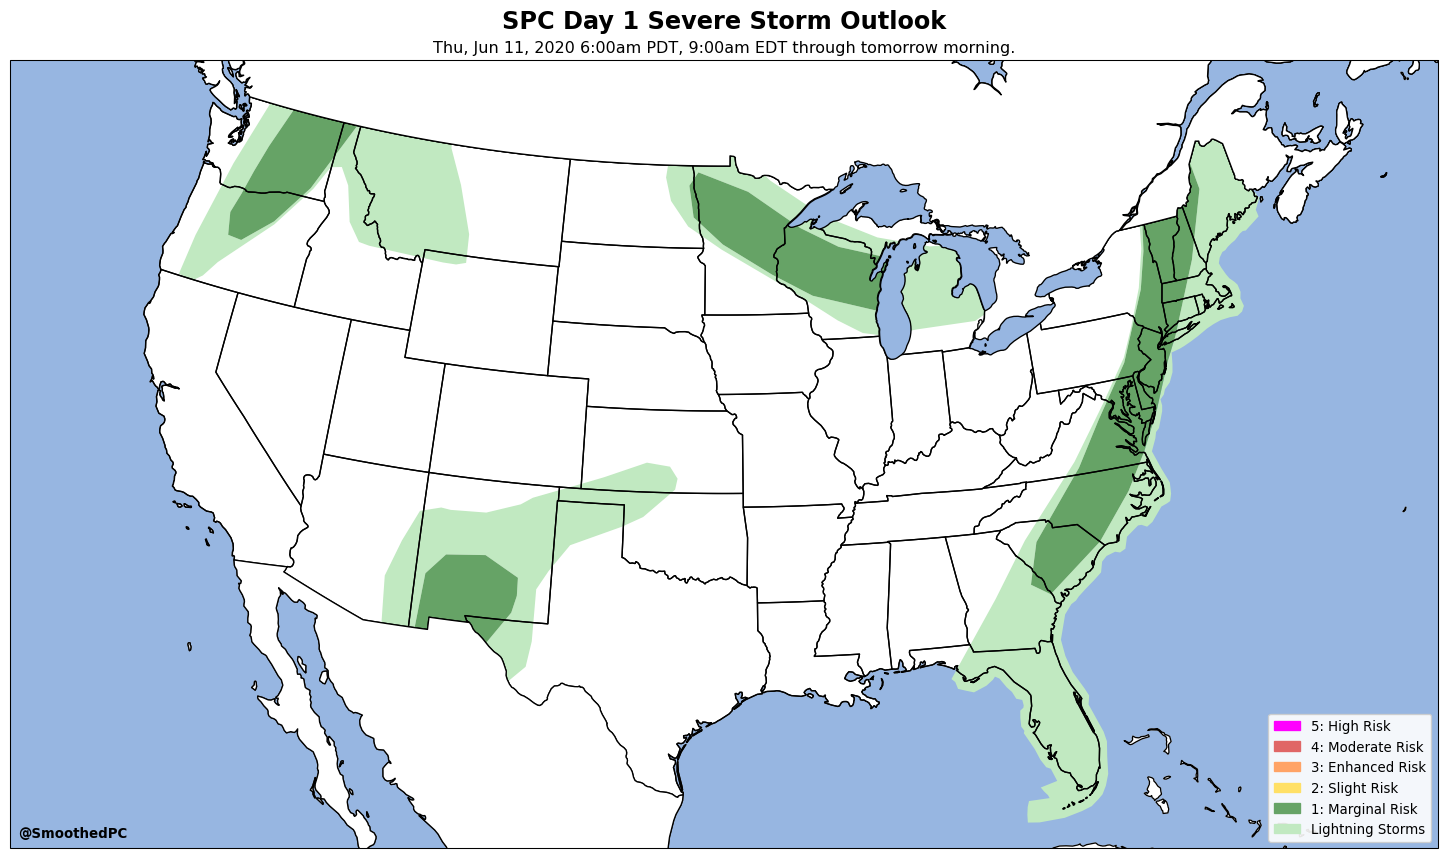 SPC Day 1 Severe Storm Outlook
Thu, Jun 11, 2020 6:00am PDT, 9:00am EDT through tomorrow morning.
5: High Risk
4: Moderate Risk
3: Enhanced Risk
2: Slight Risk
1: Marginal Risk
Lightning Storms
@SmoothedPC